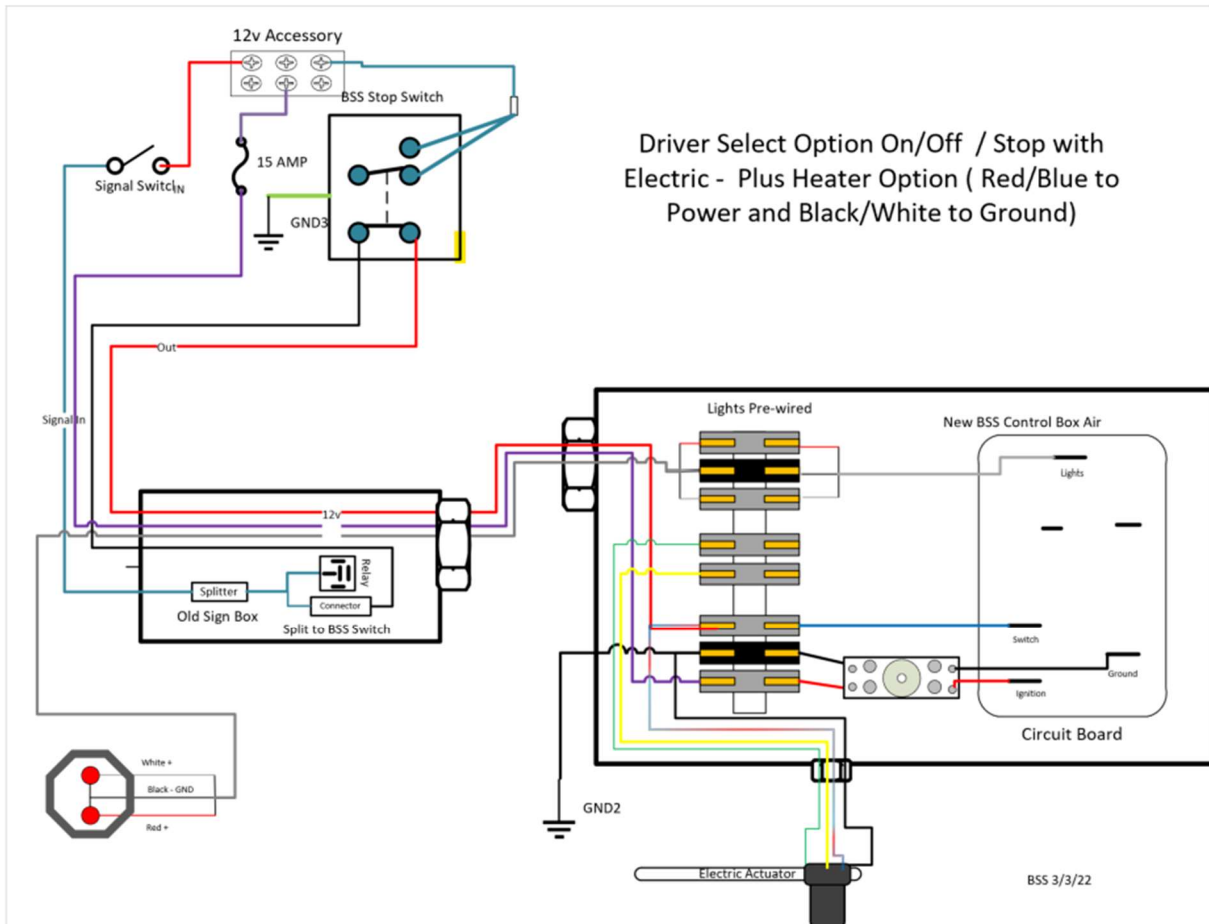 12v Accessory
BSS Stop Switch
Driver Select Option On/Off / Stop with
Electric - Plus Heater Option ( Red/Blue to
Power and Black/White to Ground)
15 AMP
Signal Switch
IN
GND3
Out
Signal In
Lights Pre-wired
New BSS Control Box Air
Lights
12v
Relay
Splitter
Connector
Old Sign Box
Split to BSS Switch
Switch
Ground
Ignition
Circuit Board
White +
Black - GND
Red +
GND2
Electric Actuator
BSS 3/3/22